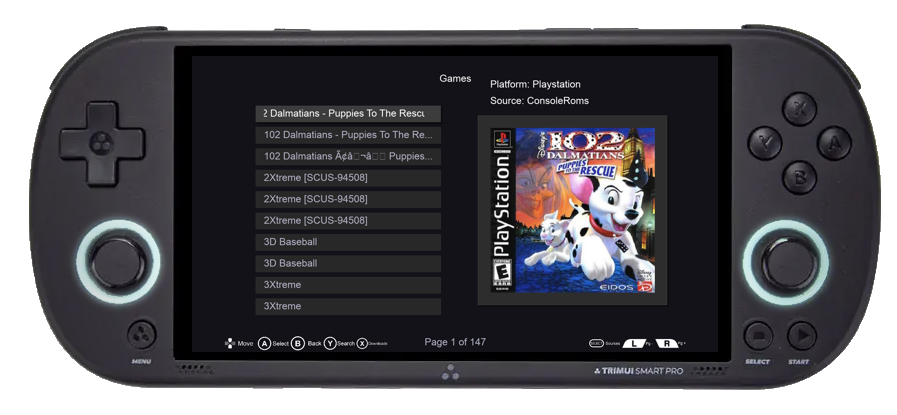 Games
Platform: Playstation
Source: ConsoleRoms
2 Dalmatians - Puppies To The Rescu
102 Dalmatians - Puppies To The Re...
102 Dalmatians Ã¢â□¬â□□ Puppies...
2Xtreme [SCUS-94508]
2Xtreme [SCUS-94508]
2Xtreme [SCUS-94508]
3D Baseball
3D Baseball
3Xtreme
3Xtreme
PlayStation
Disney's
102
DALMATIANS
PUPPIES
TO THE RESCUE
E
EIDOS
X
Y
A
B
Move
A Select
B Back
Y Search
X Downloads
Page 1 of 147
SELECT Sources
L Pg -
R Pg +
MENU
SELECT
START
TRIMUI SMART PRO